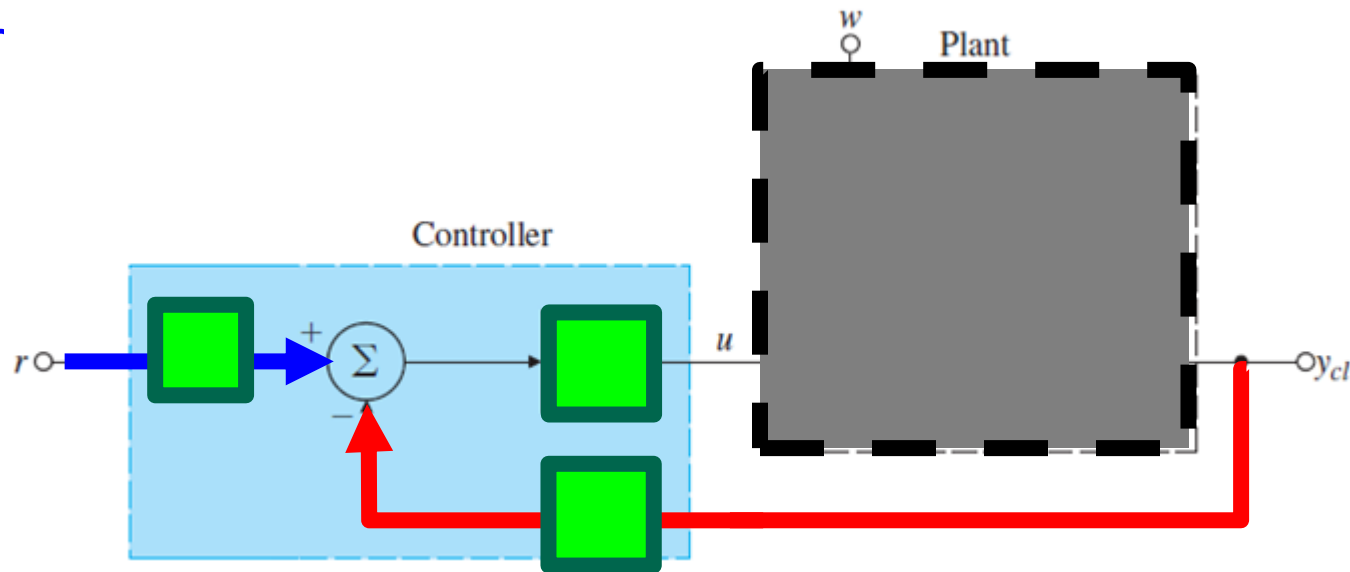 w
Plant
Controller
r
+
Σ
−
u
y_cl